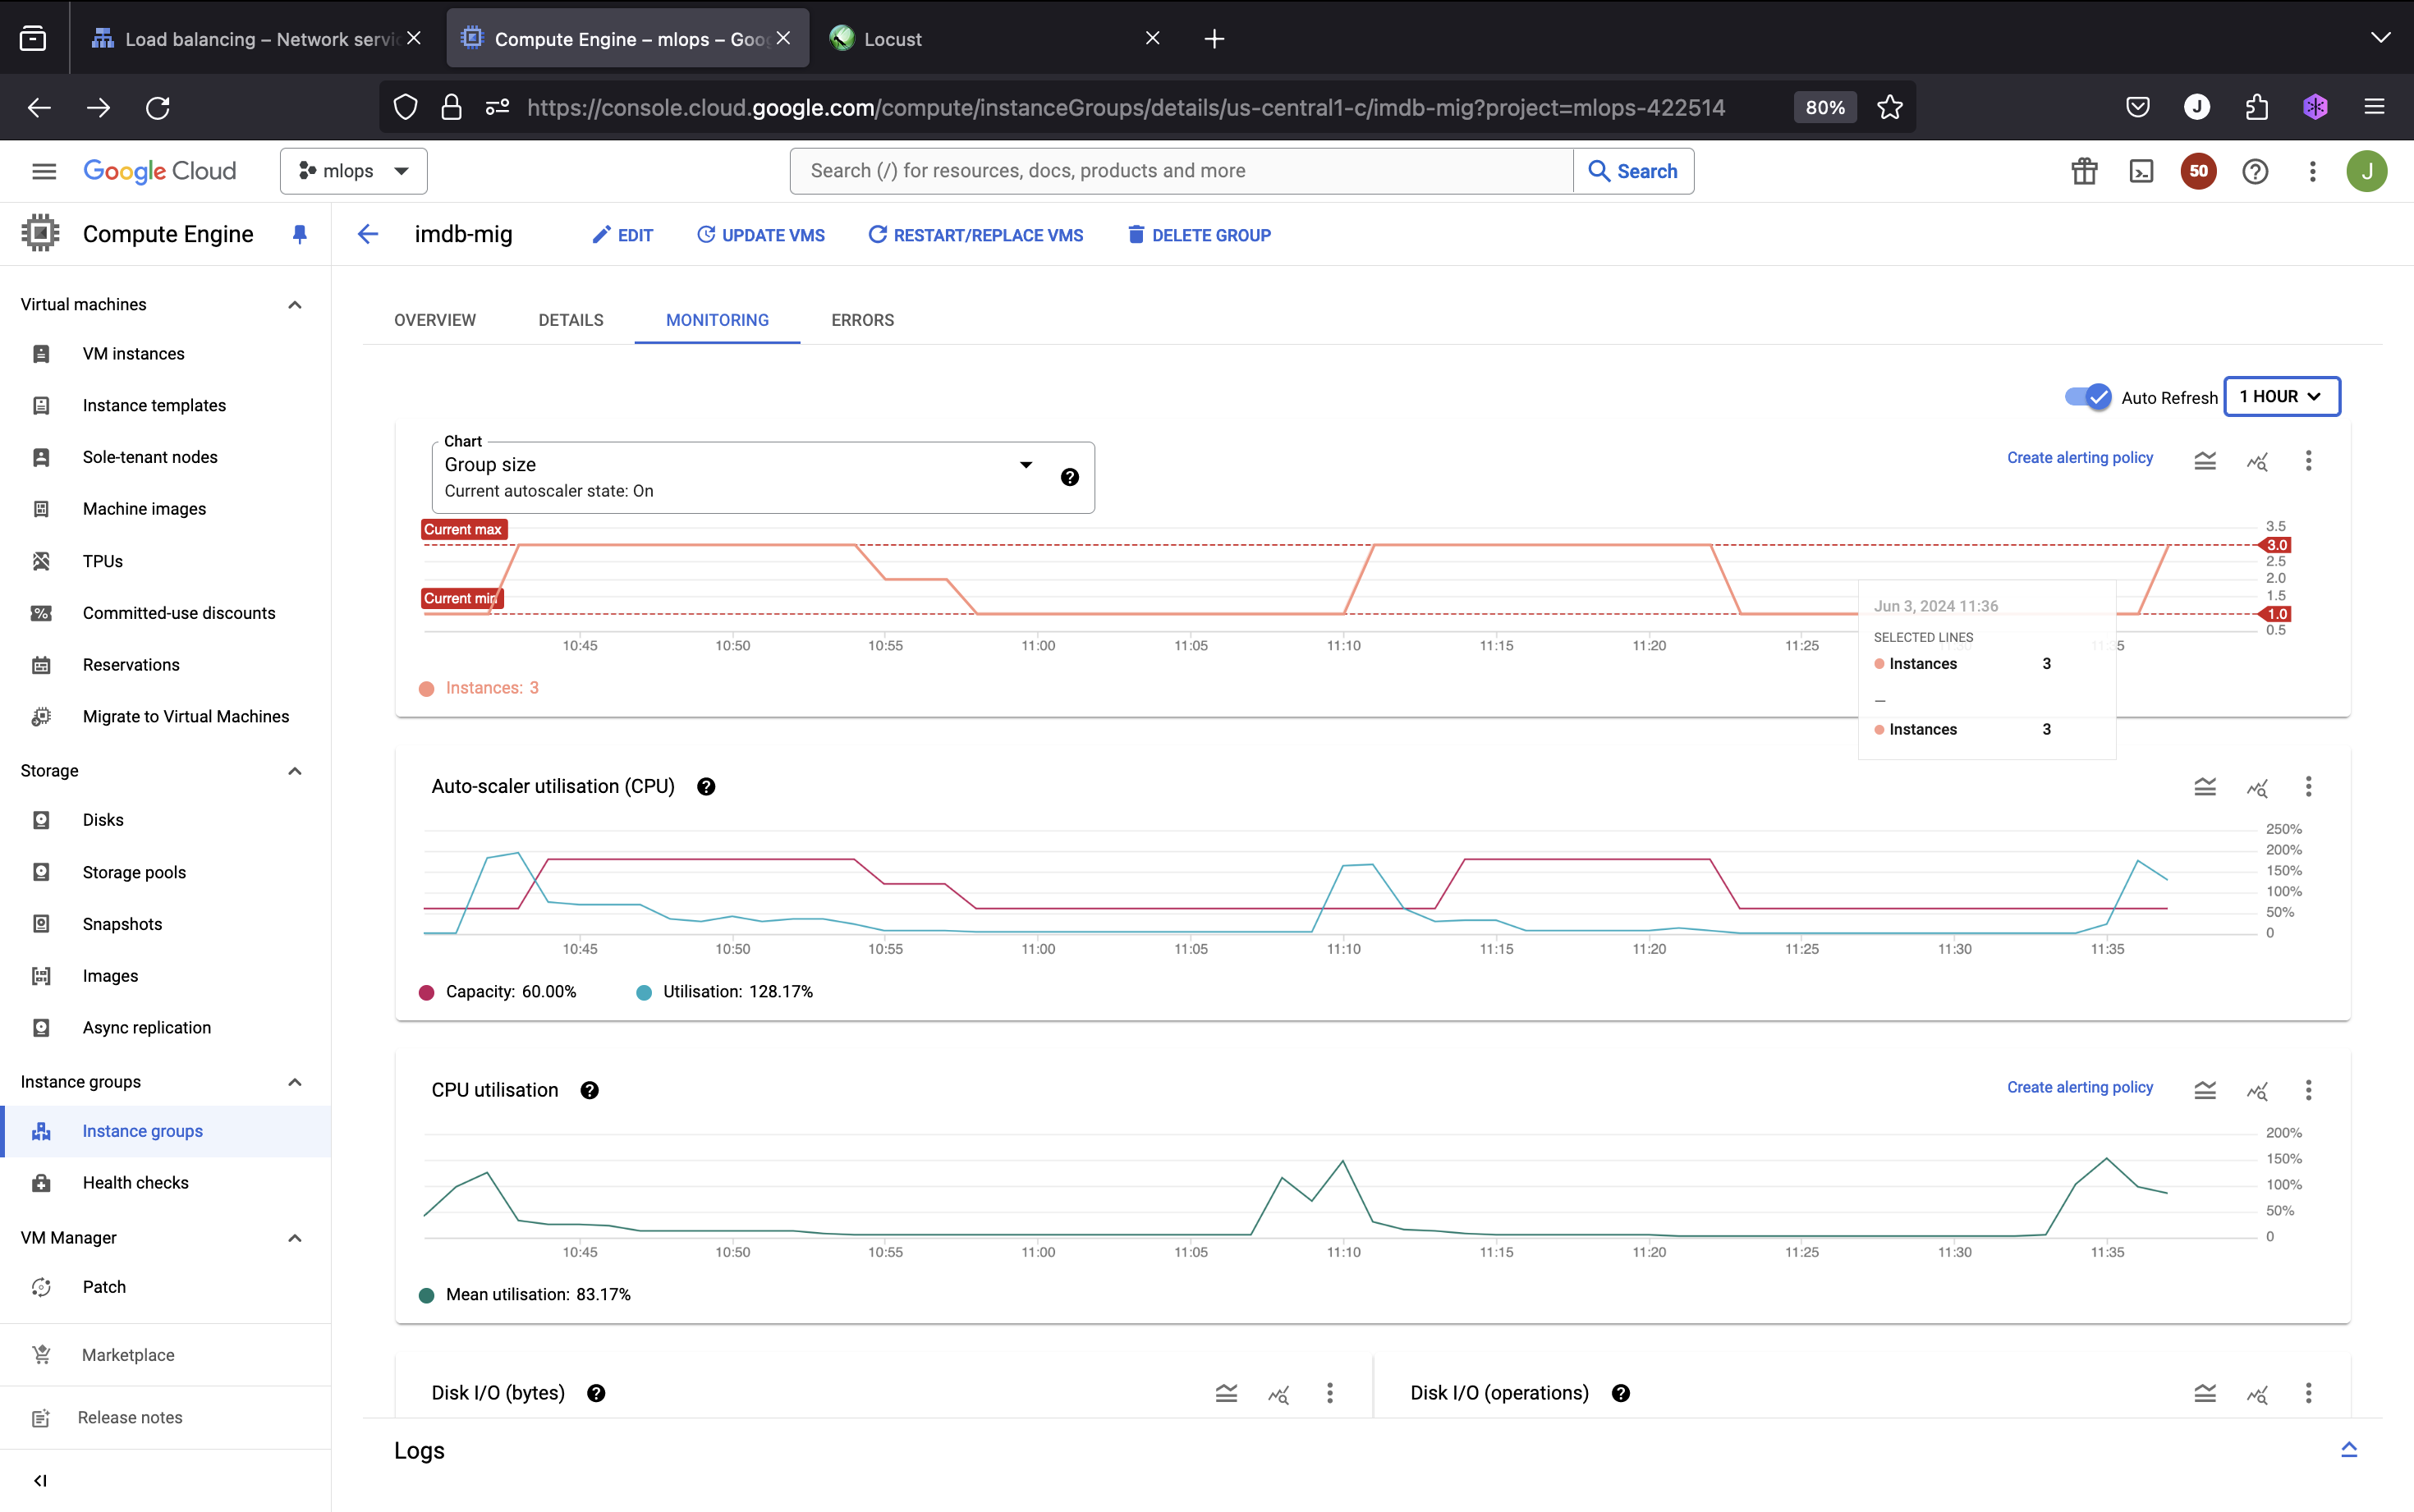 Load balancing – Network servi
Compute Engine – mlops – Goo
Locust
https://console.cloud.google.com/compute/instanceGroups/details/us-central1-c/imdb-mig?project=mlops-422514
80%
J
Google Cloud
mlops
Search (/) for resources, docs, products and more
Search
50
J
Compute Engine
imdb-mig
EDIT
UPDATE VMS
RESTART/REPLACE VMS
DELETE GROUP
Virtual machines
VM instances
Instance templates
Sole-tenant nodes
Machine images
TPUs
Committed-use discounts
Reservations
Migrate to Virtual Machines
Storage
Disks
Storage pools
Snapshots
Images
Async replication
Instance groups
Instance groups
Health checks
VM Manager
Patch
Marketplace
Release notes
OVERVIEW
DETAILS
MONITORING
ERRORS
Auto Refresh
1 HOUR
Chart
Group size
Current autoscaler state: On
Create alerting policy
Current max
Current min
3.5
3.0
2.5
2.0
1.5
1.0
0.5
10:45 10:50 10:55 11:00 11:05 11:10 11:15 11:20 11:25 11:30 11:35
Instances: 3
Jun 3, 2024 11:36
SELECTED LINES
Instances 3
–
Instances 3
Auto-scaler utilisation (CPU)
250%
200%
150%
100%
50%
0
10:45 10:50 10:55 11:00 11:05 11:10 11:15 11:20 11:25 11:30 11:35
Capacity: 60.00%
Utilisation: 128.17%
CPU utilisation
Create alerting policy
200%
150%
100%
50%
0
10:45 10:50 10:55 11:00 11:05 11:10 11:15 11:20 11:25 11:30 11:35
Mean utilisation: 83.17%
Disk I/O (bytes)
Disk I/O (operations)
Logs